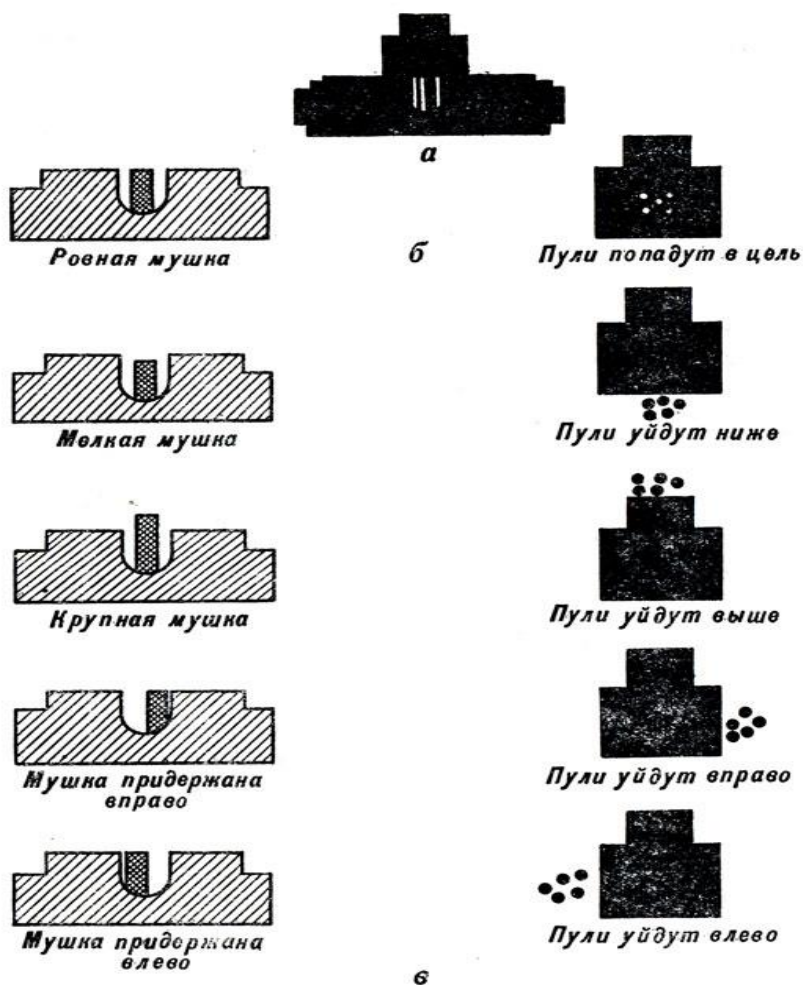 а
Ровная мушка
б
Пули попадут в цель
Мелкая мушка
Пули уйдут ниже
Крупная мушка
Пули уйдут выше
Мушка придержана
вправо
Пули уйдут вправо
Мушка придержана
влево
Пули уйдут влево
в